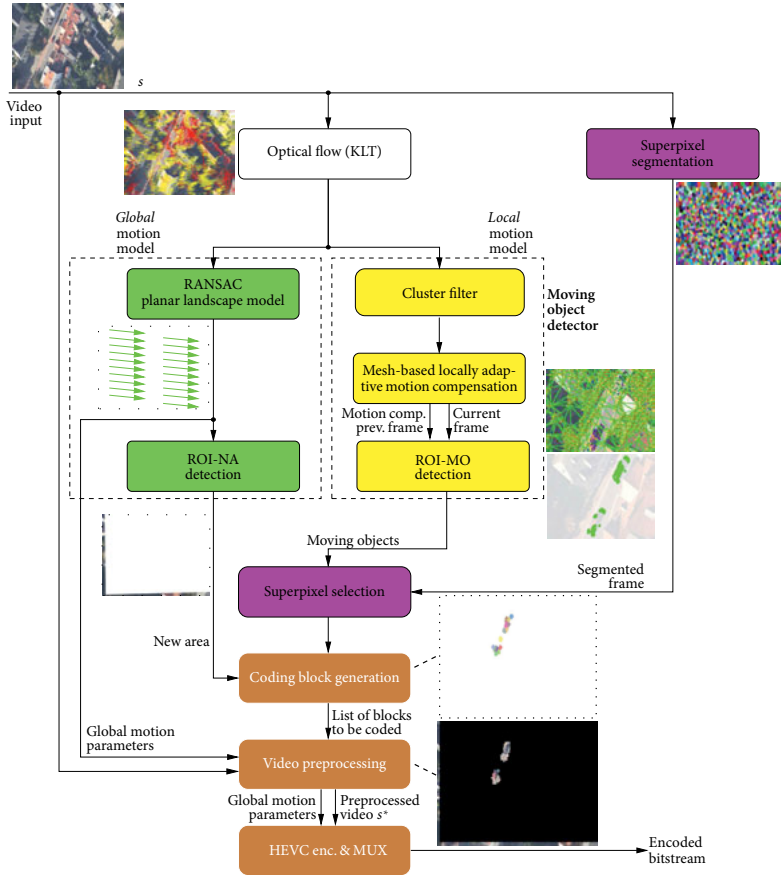 s
Video
input
Optical flow (KLT)
Superpixel
segmentation
Global
motion
model
Local
motion
model
RANSAC
planar landscape model
Cluster filter
Moving
object
detector
Mesh-based locally adap-
tive motion compensation
Motion comp.
prev. frame
Current
frame
ROI-NA
detection
ROI-MO
detection
Moving objects
Segmented
frame
Superpixel selection
New area
Coding block generation
List of blocks
to be coded
Global motion
parameters
Video preprocessing
Global motion
parameters
Preprocessed
video s*
HEVC enc. & MUX
Encoded
bitstream